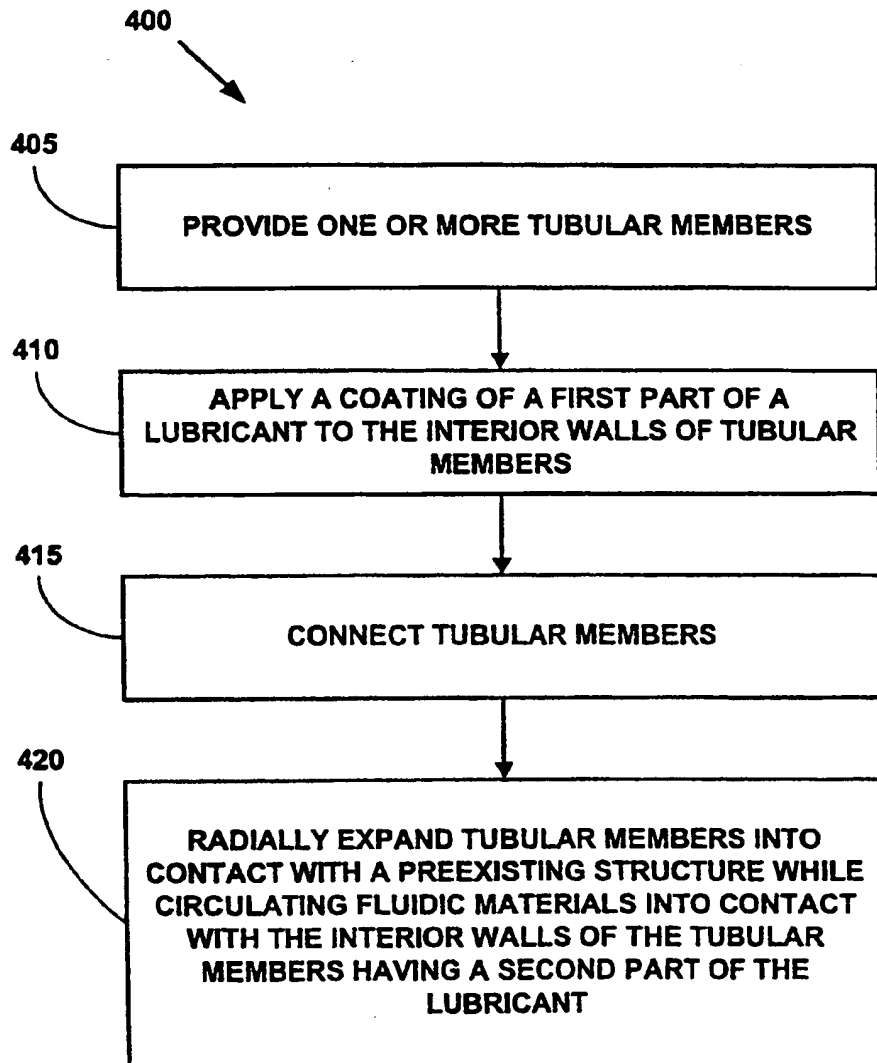 400
405
PROVIDE ONE OR MORE TUBULAR MEMBERS
410
APPLY A COATING OF A FIRST PART OF A
LUBRICANT TO THE INTERIOR WALLS OF TUBULAR
MEMBERS
415
CONNECT TUBULAR MEMBERS
420
RADIALLY EXPAND TUBULAR MEMBERS INTO
CONTACT WITH A PREEXISTING STRUCTURE WHILE
CIRCULATING FLUIDIC MATERIALS INTO CONTACT
WITH THE INTERIOR WALLS OF THE TUBULAR
MEMBERS HAVING A SECOND PART OF THE
LUBRICANT